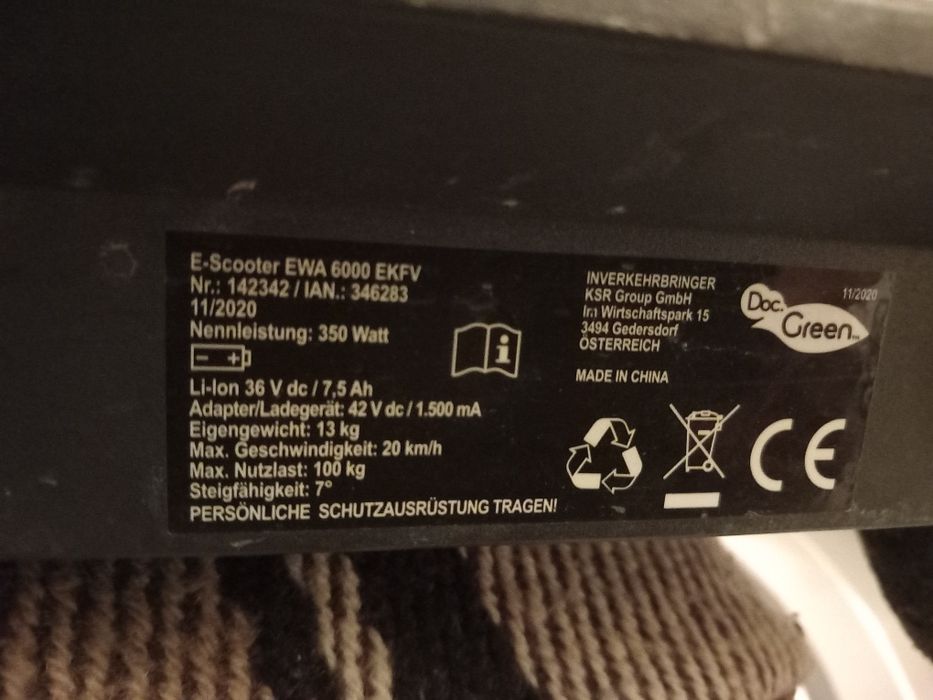 E-Scooter EWA 6000 EKFV
Nr.: 142342 / IAN.: 346283
11/2020
Nennleistung: 350 Watt
Li-Ion 36 V dc / 7,5 Ah
Adapter/Ladegerät: 42 V dc / 1.500 mA
Eigengewicht: 13 kg
Max. Geschwindigkeit: 20 km/h
Max. Nutzlast: 100 kg
Steigfähigkeit: 7°
PERSÖNLICHE SCHUTZAUSRÜSTUNG TRAGEN!
INVERKEHRBRINGER
KSR Group GmbH
Im Wirtschaftspark 15
3494 Gedersdorf
ÖSTERREICH
MADE IN CHINA
11/2020
Doc.
Green
CE